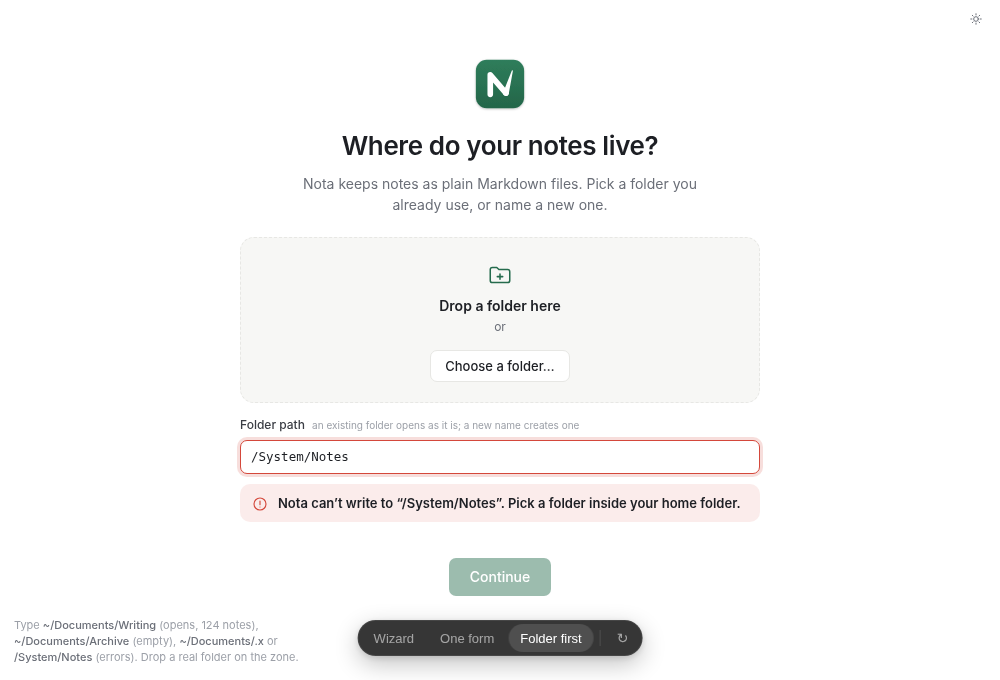 N
Where do your notes live?
Nota keeps notes as plain Markdown files. Pick a folder you
already use, or name a new one.
Drop a folder here
or
Choose a folder...
Folder path an existing folder opens as it is; a new name creates one
/System/Notes
Nota can’t write to “/System/Notes”. Pick a folder inside your home folder.
Continue
Type ~/Documents/Writing (opens, 124 notes),
~/Documents/Archive (empty), ~/Documents/.x or
/System/Notes (errors). Drop a real folder on the zone.
Wizard One form Folder first ↻